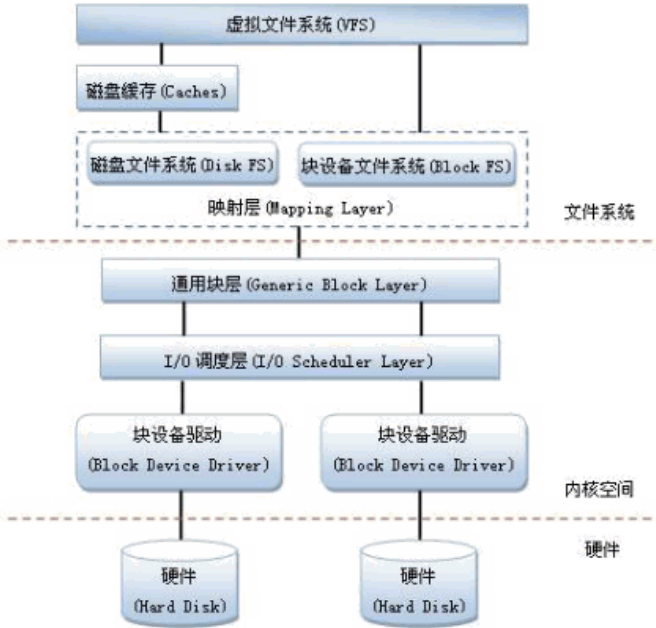 虚拟文件系统(VFS)
磁盘缓存(Caches)
磁盘文件系统(Disk FS)
块设备文件系统(Block FS)
映射层(Mapping Layer)
文件系统
通用块层(Generic Block Layer)
I/O 调度层(I/O Scheduler Layer)
块设备驱动
(Block Device Driver)
块设备驱动
(Block Device Driver)
内核空间
硬件
硬件
(Hard Disk)
硬件
(Hard Disk)